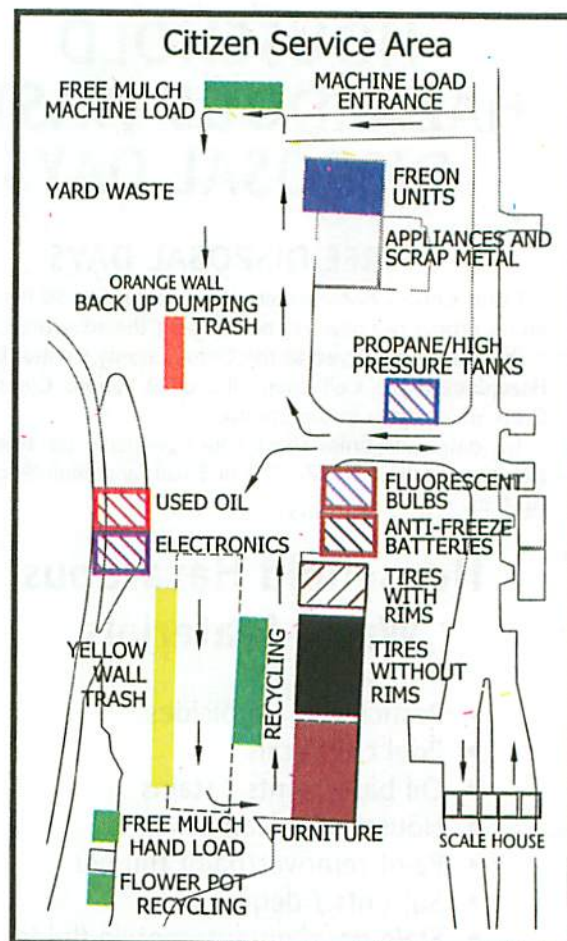 Citizen Service Area
FREE MULCH
MACHINE LOAD
MACHINE LOAD
ENTRANCE
YARD WASTE
FREON
UNITS
APPLIANCES AND
SCRAP METAL
ORANGE WALL
BACK UP DUMPING
TRASH
PROPANE/HIGH
PRESSURE TANKS
FLUORESCENT
BULBS
USED OIL
ANTI-FREEZE
BATTERIES
ELECTRONICS
TIRES
WITH
RIMS
YELLOW
WALL
TRASH
RECYCLING
TIRES
WITHOUT
RIMS
FREE MULCH
HAND LOAD
FURNITURE
SCALE HOUSE
FLOWER POT
RECYCLING